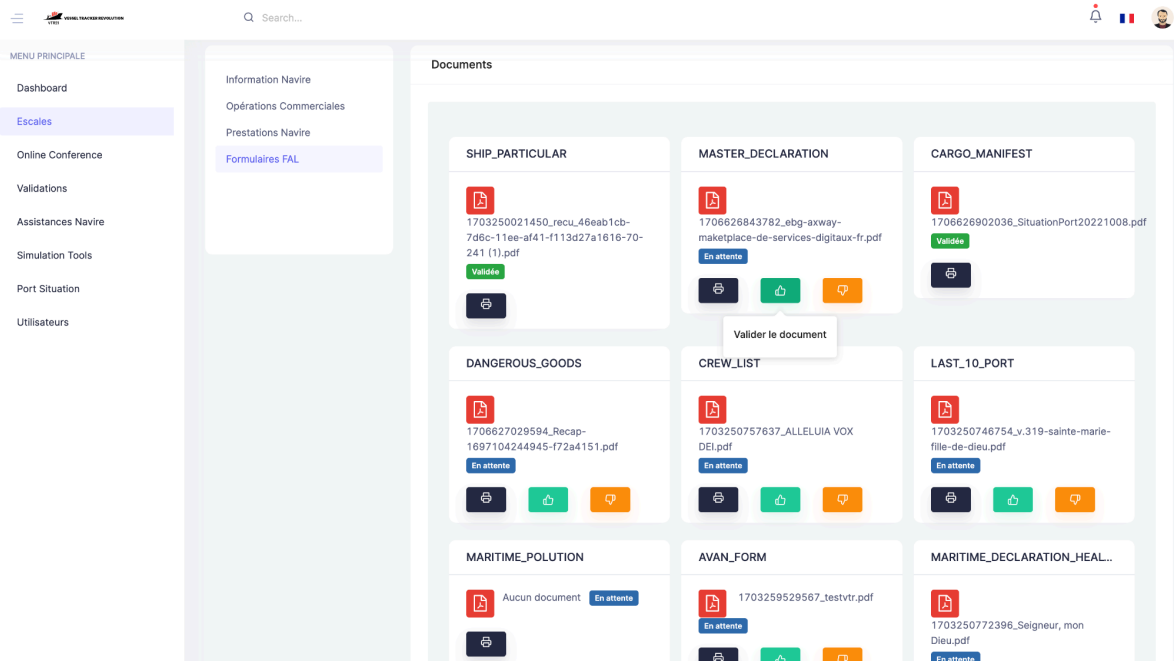 VTREV
VESSEL TRACKER REVOLUTION
Search...
MENU PRINCIPALE
Dashboard
Escales
Online Conference
Validations
Assistances Navire
Simulation Tools
Port Situation
Utilisateurs
Information Navire
Opérations Commerciales
Prestations Navire
Formulaires FAL
Documents
SHIP_PARTICULAR
1703250021450_recu_46eab1cb-
7d6c-11ee-af41-f113d27a1616-70-
241 (1).pdf
Validée
MASTER_DECLARATION
1706626843782_ebg-axway-
maketplace-de-services-digitaux-fr.pdf
En attente
Valider le document
CARGO_MANIFEST
1706626902036_SituationPort20221008.pdf
Validée
DANGEROUS_GOODS
1706627029594_Recap-
1697104244945-f72a4151.pdf
En attente
CREW_LIST
1703250757637_ALLELUIA VOX
DEI.pdf
En attente
LAST_10_PORT
1703250746754_v.319-sainte-marie-
fille-de-dieu.pdf
En attente
MARITIME_POLUTION
Aucun document
En attente
AVAN_FORM
1703259529567_testvtr.pdf
En attente
MARITIME_DECLARATION_HEAL...
1703250772396_Seigneur, mon
Dieu.pdf
En attente